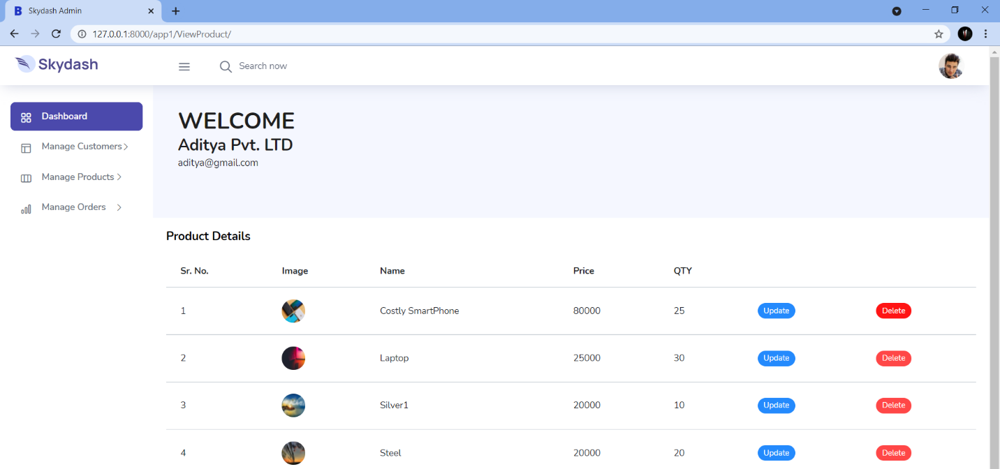 B Skydash Admin
127.0.0.1:8000/app1/ViewProduct/
Skydash
Search now
Dashboard
Manage Customers
Manage Products
Manage Orders
WELCOME
Aditya Pvt. LTD
aditya@gmail.com
Product Details
Sr. No. Image Name Price QTY
1 Costly SmartPhone 80000 25 Update Delete
2 Laptop 25000 30 Update Delete
3 Silver1 20000 10 Update Delete
4 Steel 20000 20 Update Delete